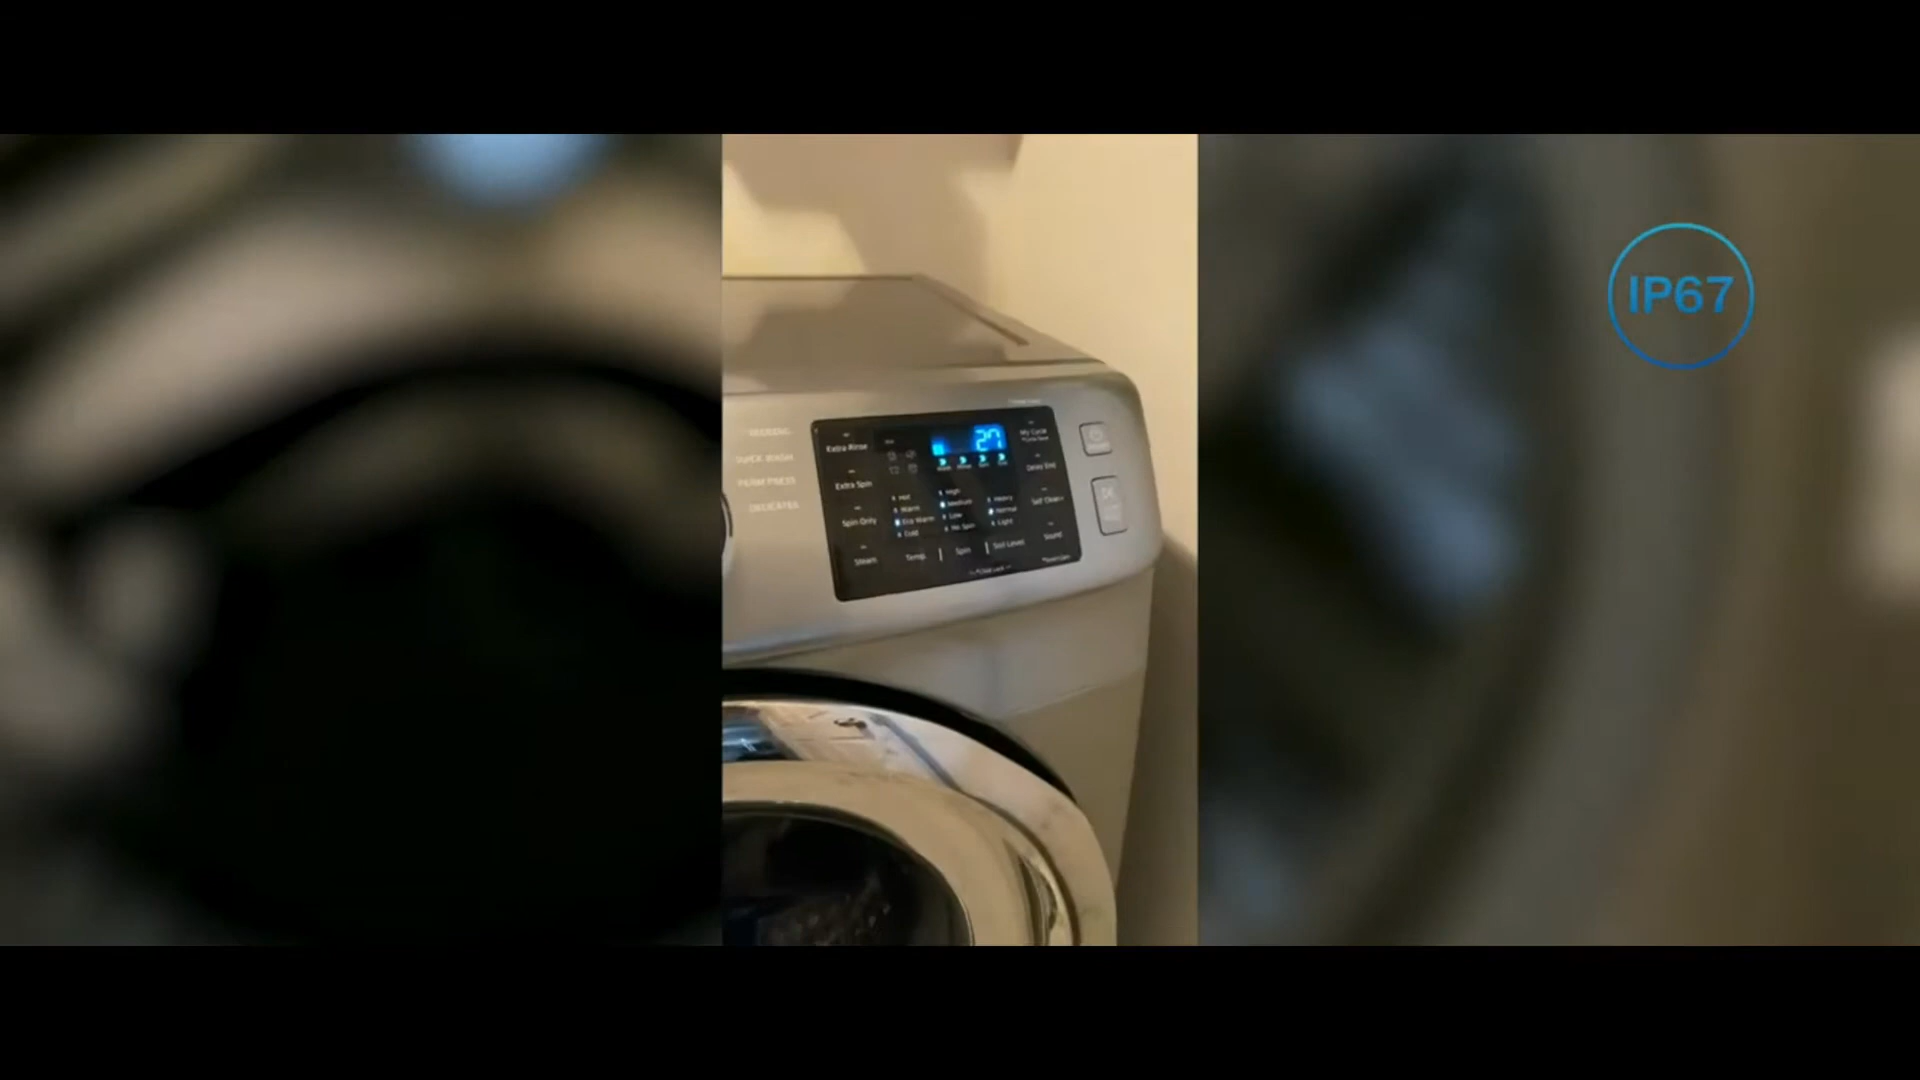 IP67
BEDDING
QUICK WASH
PERM PRESS
DELICATES
Extra Rinse
27
My Cycle
Extra Spin
Delay End
Hot
High
Heavy
Warm
Medium
Normal
Eco Warm
Low
Light
Cold
No Spin
Self Clean+
Spin Only
Steam
Temp.
Spin
Soil Level
Sound